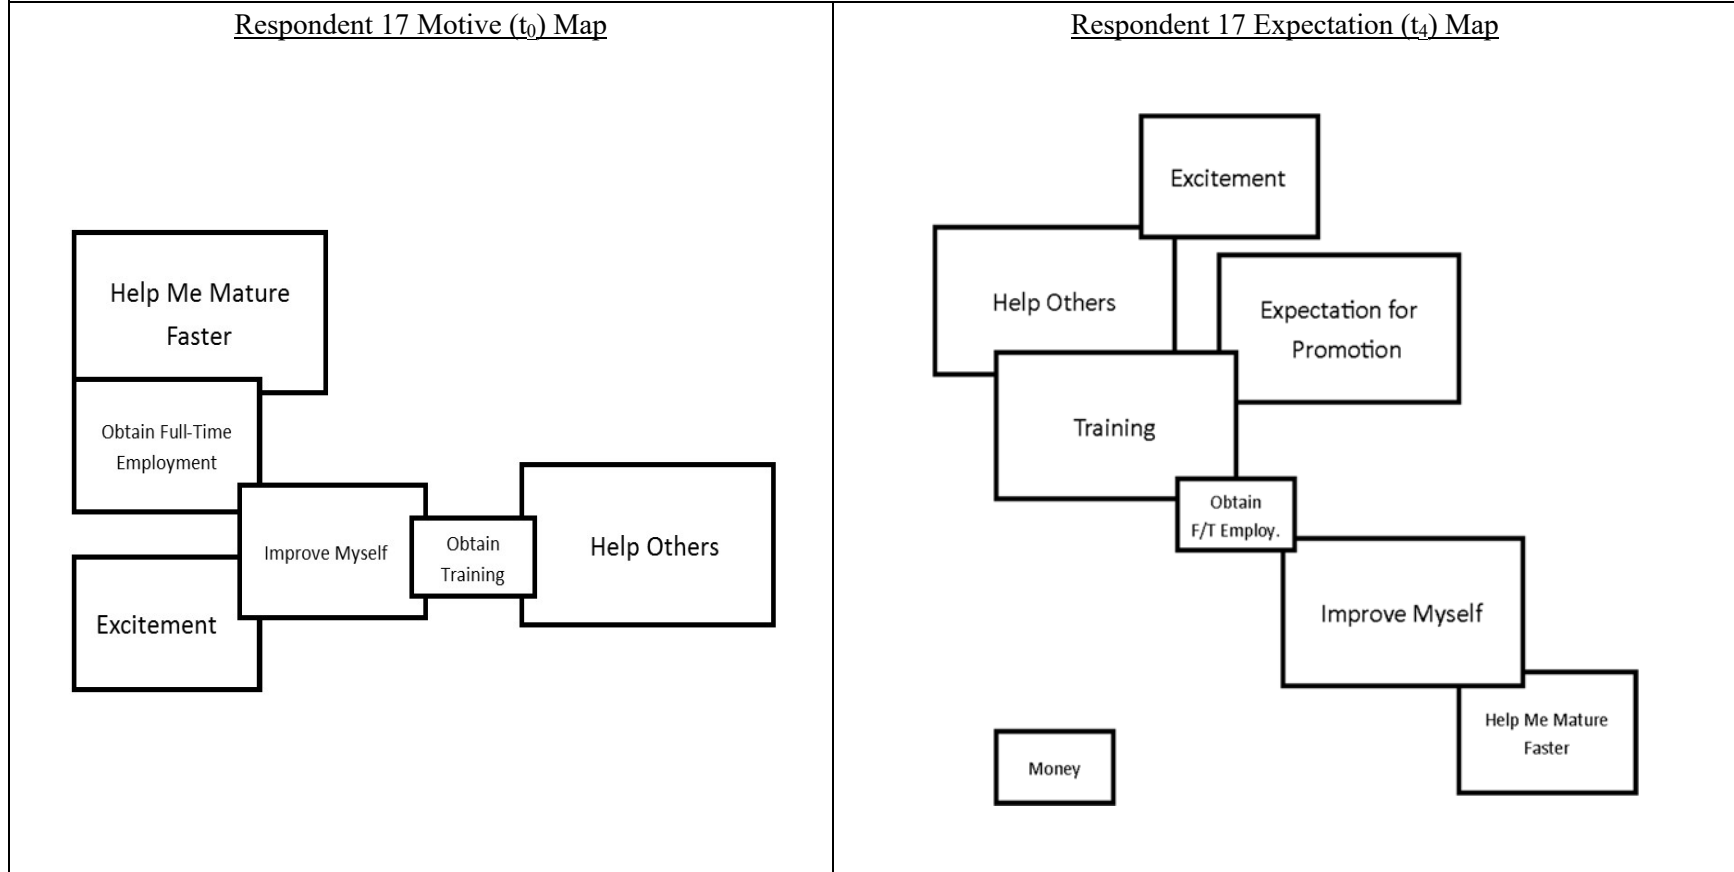 Respondent 17 Motive (t0) Map
Help Me Mature
Faster
Obtain Full-Time
Employment
Improve Myself
Obtain
Training
Help Others
Excitement
Respondent 17 Expectation (t4) Map
Excitement
Help Others
Expectation for
Promotion
Training
Obtain
F/T Employ.
Improve Myself
Help Me Mature
Faster
Money